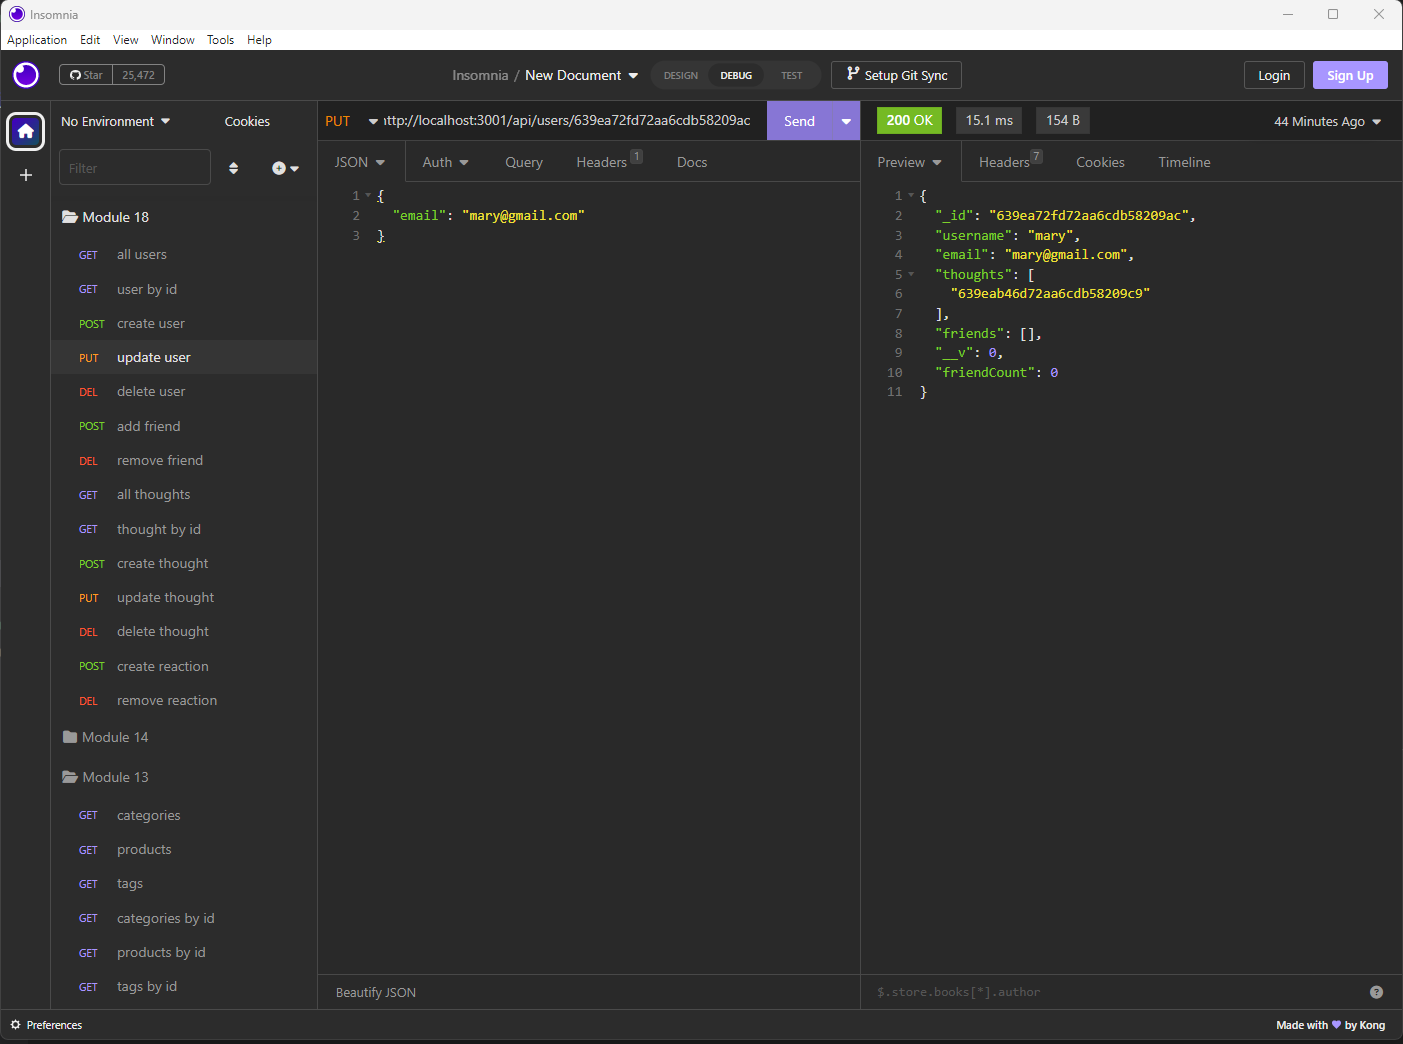 Insomnia
Application Edit View Window Tools Help
Star 25,472
Insomnia / New Document
DESIGN DEBUG TEST
Setup Git Sync
Login
Sign Up
No Environment
Cookies
Filter
Module 18
GET all users
GET user by id
POST create user
PUT update user
DEL delete user
POST add friend
DEL remove friend
GET all thoughts
GET thought by id
POST create thought
PUT update thought
DEL delete thought
POST create reaction
DEL remove reaction
Module 14
Module 13
GET categories
GET products
GET tags
GET categories by id
GET products by id
GET tags by id
PUT ttp://localhost:3001/api/users/639ea72fd72aa6cdb58209ac Send
JSON Auth Query Headers 1 Docs
1 {
2 "email": "mary@gmail.com"
3 }
Beautify JSON
200 OK 15.1 ms 154 B 44 Minutes Ago
Preview Headers 7 Cookies Timeline
1 {
2 "_id": "639ea72fd72aa6cdb58209ac",
3 "username": "mary",
4 "email": "mary@gmail.com",
5 "thoughts": [
6 "639eab46d72aa6cdb58209c9"
7 ],
8 "friends": [],
9 "__v": 0,
10 "friendCount": 0
11 }
$.store.books[*].author
?
Preferences
Made with ♥ by Kong